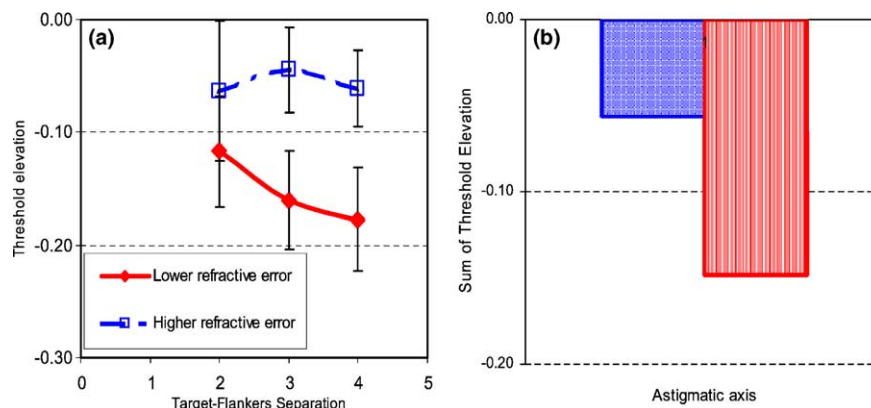 (a)
Threshold elevation
0.00
-0.10
-0.20
-0.30
Lower refractive error
Higher refractive error
0 1 2 3 4 5
Target-Flankers Separation
(b)
Sum of Threshold Elevation
0.00
-0.10
-0.20
Astigmatic axis